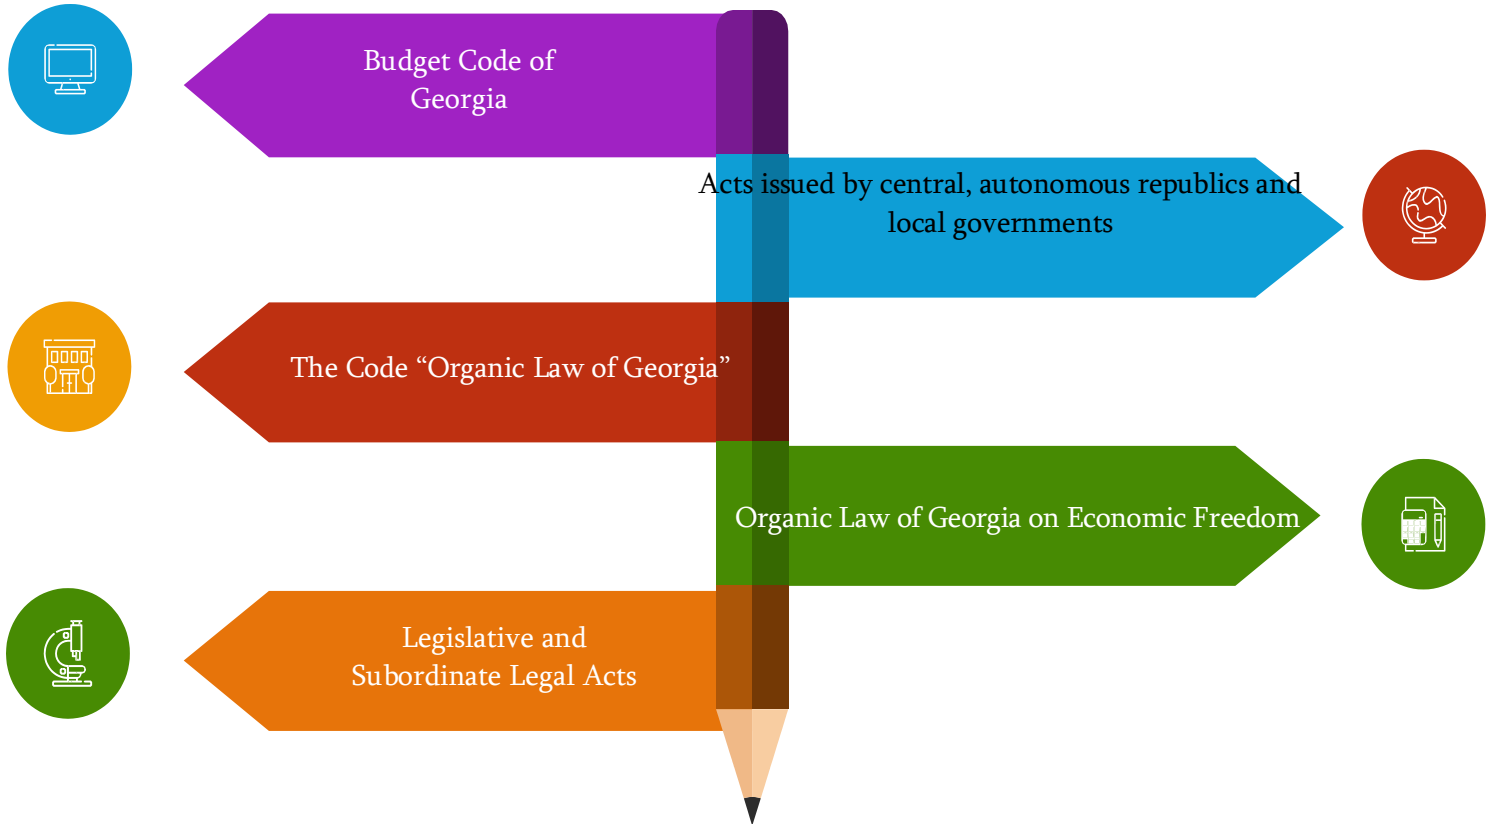 Budget Code of
Georgia
Acts issued by central, autonomous republics and
local governments
The Code “Organic Law of Georgia”
Organic Law of Georgia on Economic Freedom
Legislative and
Subordinate Legal Acts